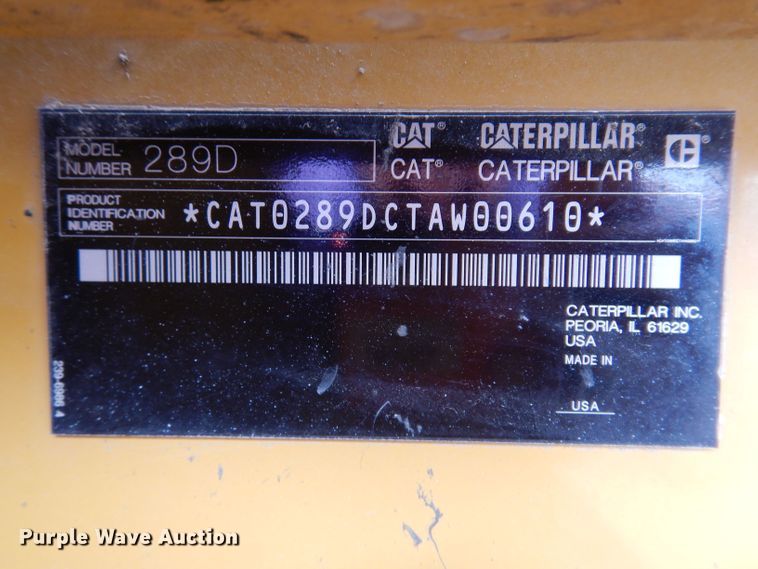 MODEL NUMBER 289D
CAT® CATERPILLAR®
CAT® CATERPILLAR®
PRODUCT IDENTIFICATION NUMBER *CAT0289DCTAW00610*
CATERPILLAR INC.
PEORIA, IL 61629
USA
MADE IN
USA
239-6986 4
Purple Wave Auction